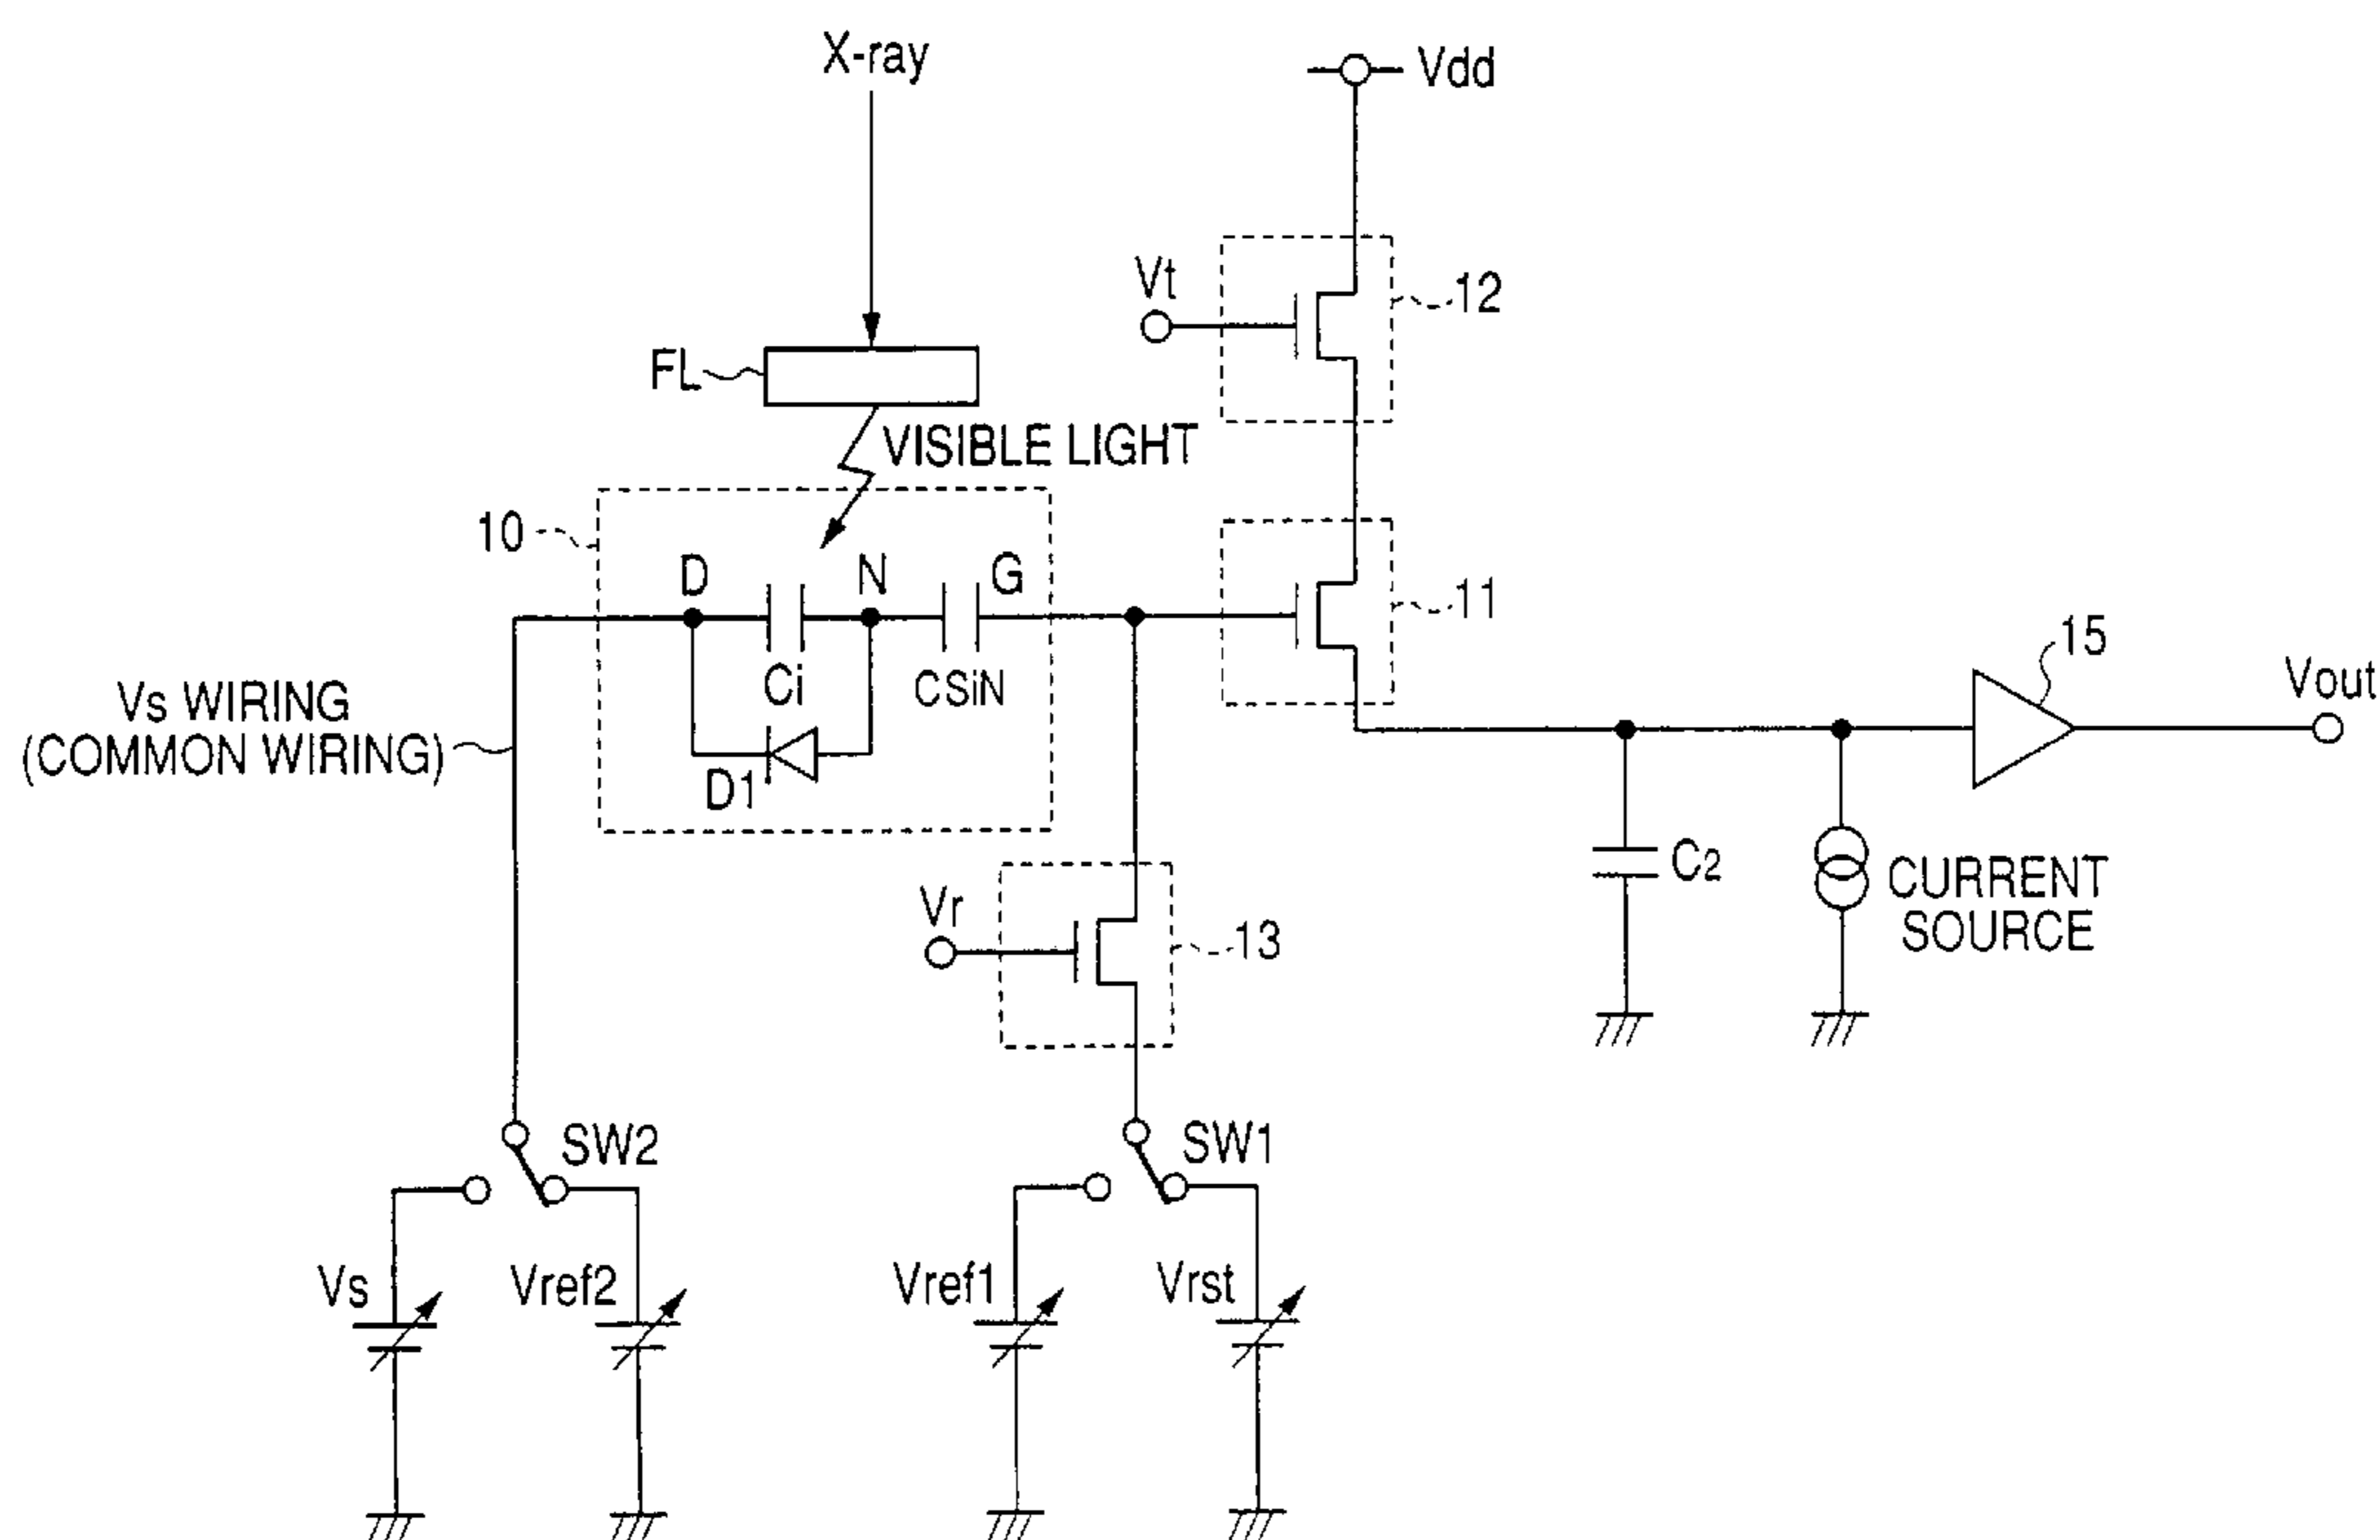 X-ray
Vdd
Vt
12
FL
VISIBLE LIGHT
10
D
N
G
11
Ci
CSiN
15
Vout
Vs WIRING
(COMMON WIRING)
D1
C2
CURRENT
SOURCE
Vr
13
SW2
SW1
Vs
Vref2
Vref1
Vrst